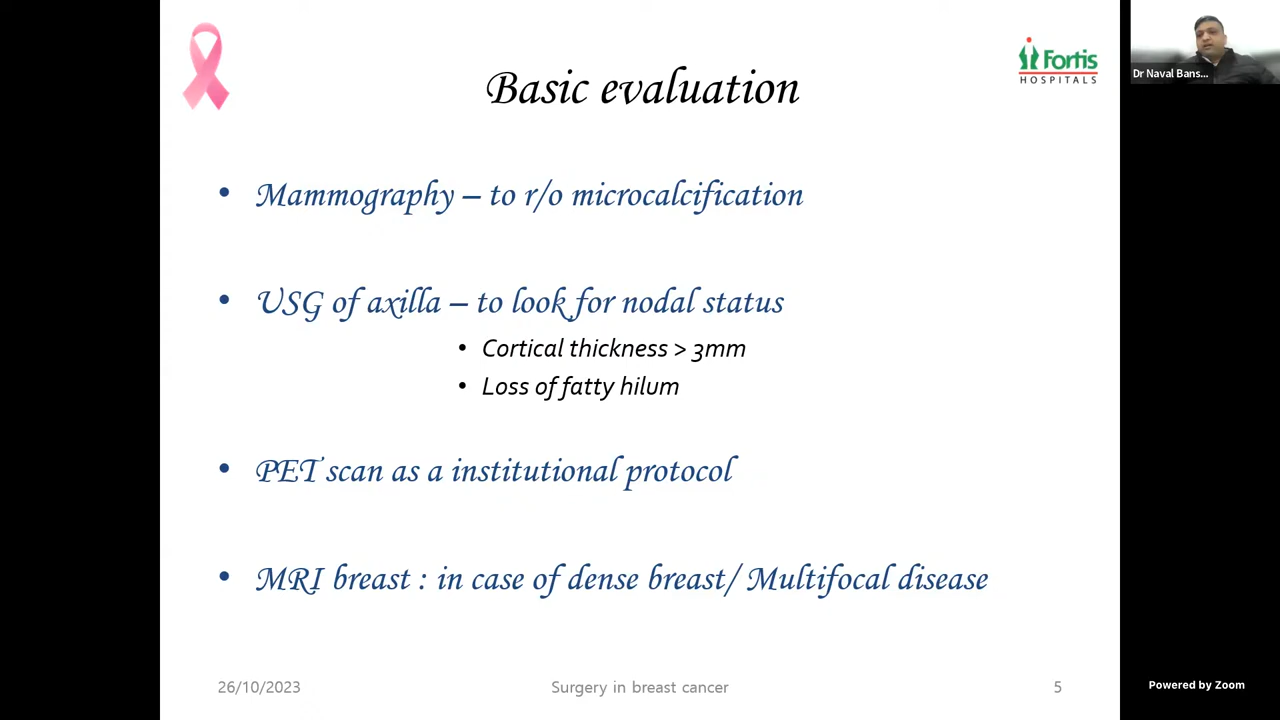 Basic evaluation
Fortis
HOSPITALS
Dr Naval Bans...
• Mammography – to r/o microcalcification
• USG of axilla – to look for nodal status
• Cortical thickness > 3mm
• Loss of fatty hilum
• PET scan as a institutional protocol
• MRI breast : in case of dense breast/ Multifocal disease
26/10/2023
Surgery in breast cancer
5
Powered by Zoom